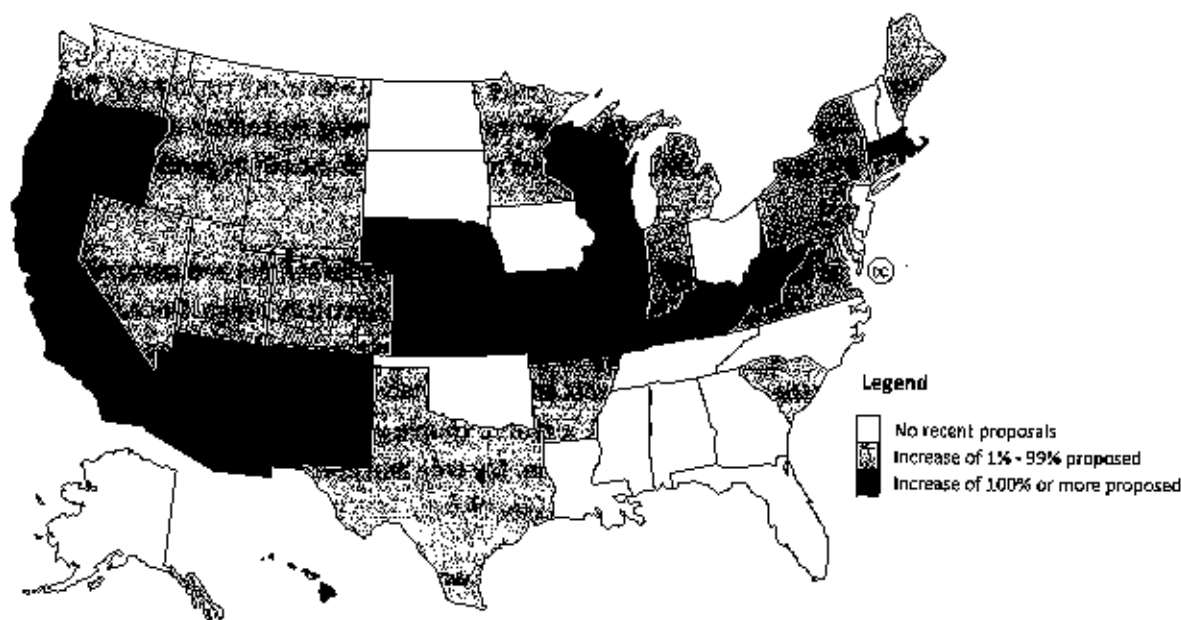 DC
Legend
No recent proposals
Increase of 1% - 99% proposed
Increase of 100% or more proposed